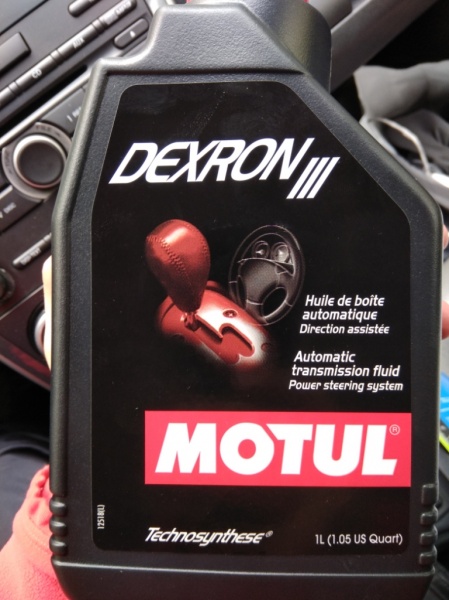 DEXRON III
Huile de boîte
automatique
Direction assistée
Automatic
transmission fluid
Power steering system
MOTUL®
Technosynthese®
1L (1.05 US Quart)